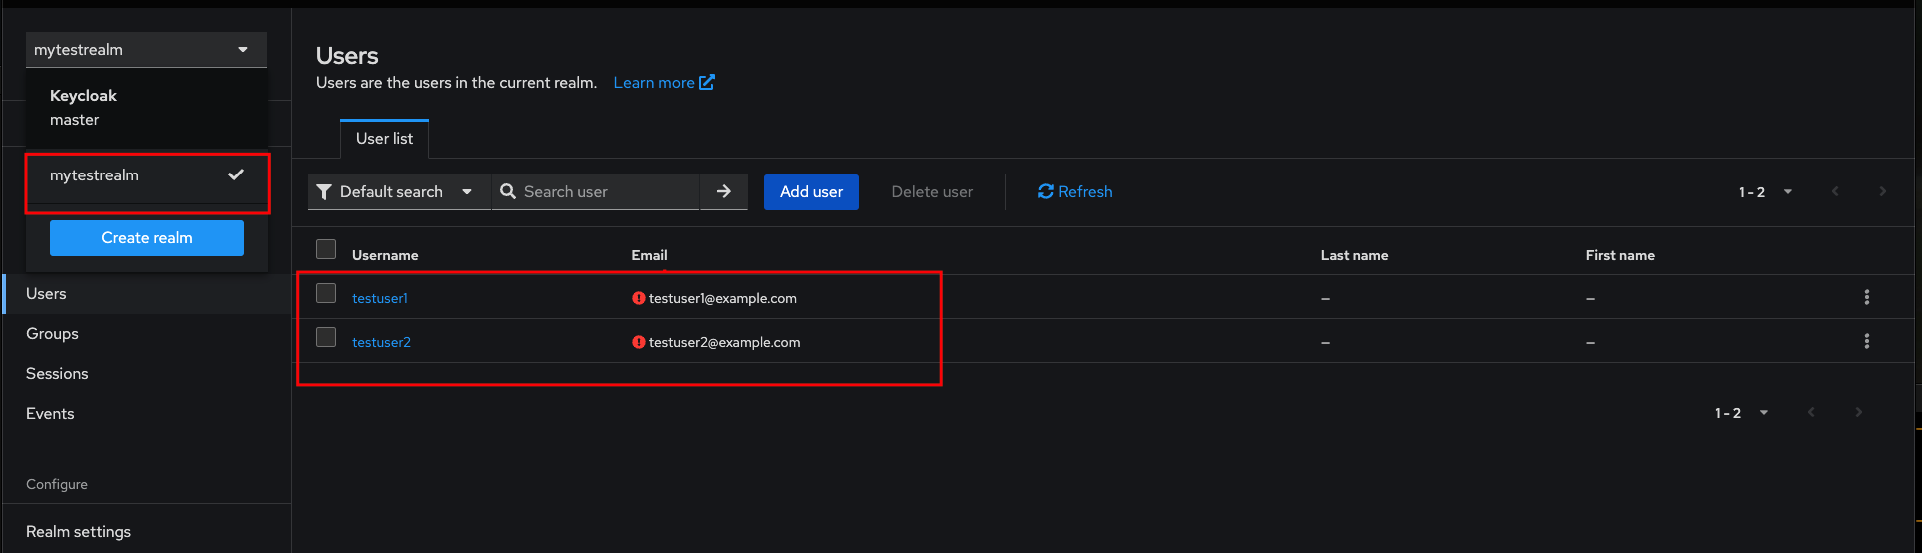 mytestrealm
Keycloak
master
mytestrealm
Create realm
Users
Groups
Sessions
Events
Configure
Realm settings
Users
Users are the users in the current realm. Learn more
User list
Default search Search user Add user Delete user Refresh 1 - 2
Username Email Last name First name
testuser1 testuser1@example.com – –
testuser2 testuser2@example.com – –
1 - 2